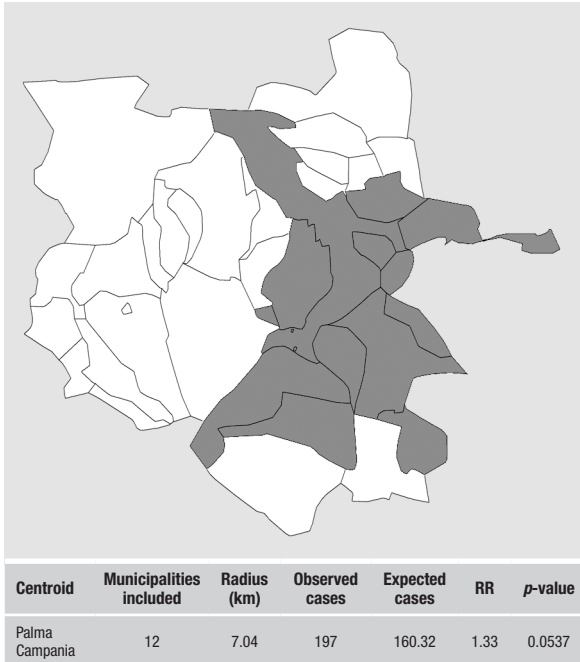 Centroid Municipalities included Radius (km) Observed cases Expected cases RR p-value
Palma Campania 12 7.04 197 160.32 1.33 0.0537